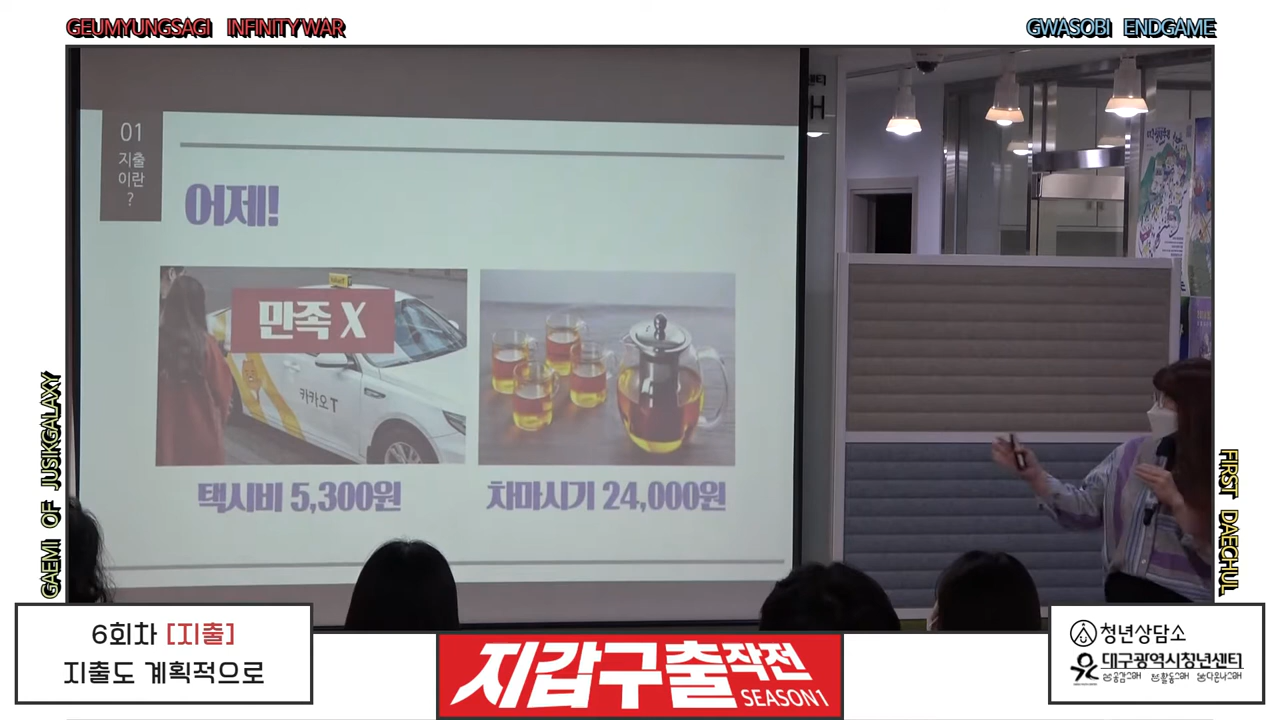 GEUMYUNGSAGI INFINITYWAR
GWASOBI ENDGAME
01
지출
이란
?
어제!
만족 X
카카오T
택시비 5,300원
차마시기 24,000원
GAEMI OF JUSIKGALAXY
FIRST DAECHUL
6회차 [지출]
지출도 계획적으로
지갑구출작전
SEASON1
청년상담소
대구광역시청년센터